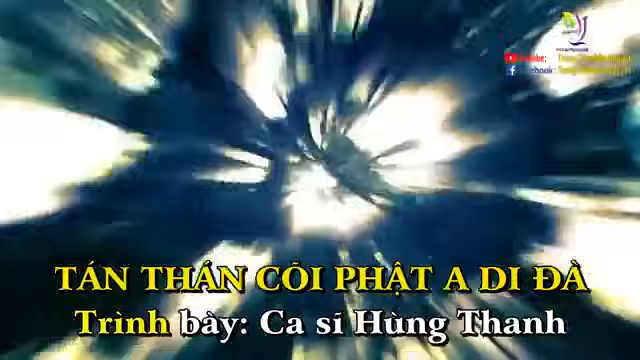 TÁN THÁN CÕI PHẬT A DI ĐÀ
Trình bày: Ca sĩ Hùng Thanh